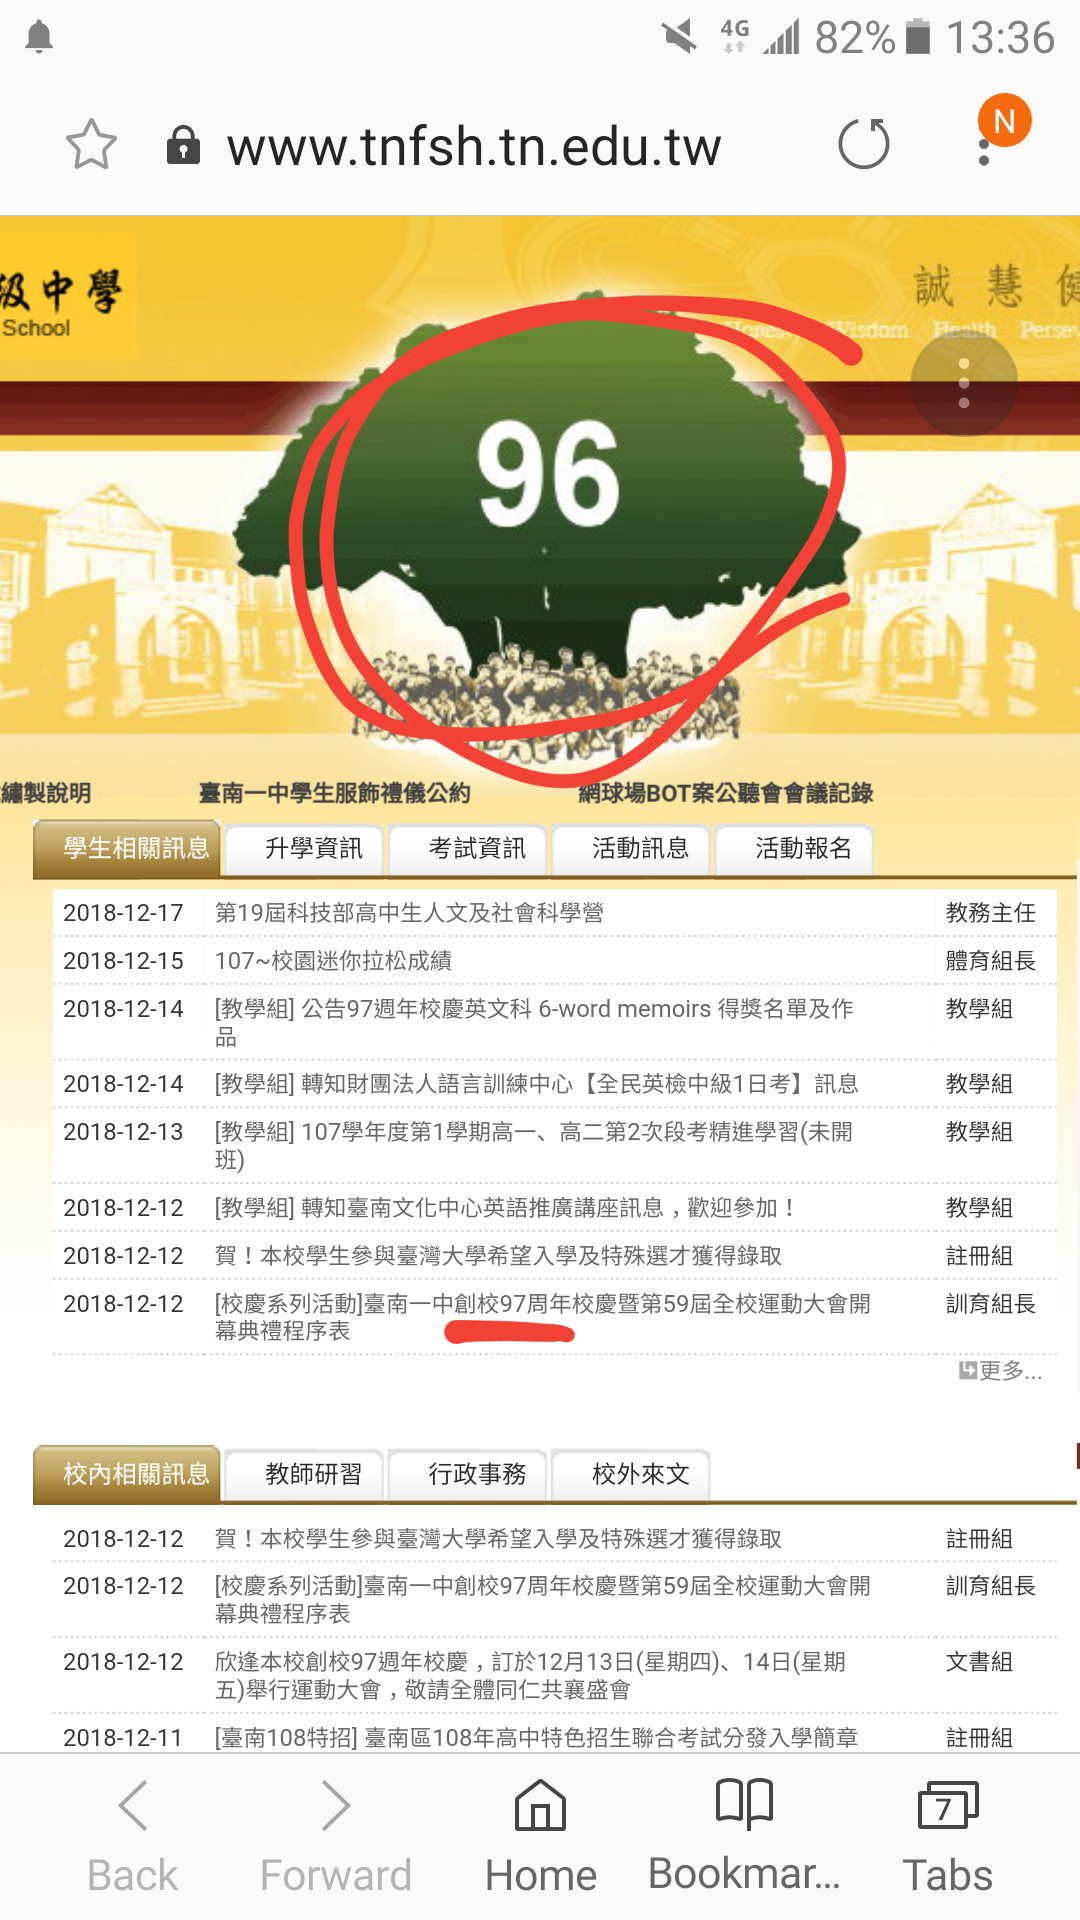 4G 82% 13:36
www.tnfsh.tn.edu.tw
N
級中學
School
誠 慧 健
Honesty Wisdom Health Persev
96
繡製說明 臺南一中學生服飾禮儀公約 網球場BOT案公聽會會議記錄
學生相關訊息 升學資訊 考試資訊 活動訊息 活動報名
2018-12-17 第19屆科技部高中生人文及社會科學營 教務主任
2018-12-15 107~校園迷你拉松成績 體育組長
2018-12-14 [教學組] 公告97週年校慶英文科 6-word memoirs 得獎名單及作 教學組
品
2018-12-14 [教學組] 轉知財團法人語言訓練中心【全民英檢中級1日考】訊息 教學組
2018-12-13 [教學組] 107學年度第1學期高一、高二第2次段考精進學習(未開 教學組
班)
2018-12-12 [教學組] 轉知臺南文化中心英語推廣講座訊息，歡迎參加！ 教學組
2018-12-12 賀！本校學生參與臺灣大學希望入學及特殊選才獲得錄取 註冊組
2018-12-12 [校慶系列活動]臺南一中創校97周年校慶暨第59屆全校運動大會開 訓育組長
幕典禮程序表
更多...
校內相關訊息 教師研習 行政事務 校外來文
2018-12-12 賀！本校學生參與臺灣大學希望入學及特殊選才獲得錄取 註冊組
2018-12-12 [校慶系列活動]臺南一中創校97周年校慶暨第59屆全校運動大會開 訓育組長
幕典禮程序表
2018-12-12 欣逢本校創校97週年校慶，訂於12月13日(星期四)、14日(星期 文書組
五)舉行運動大會，敬請全體同仁共襄盛會
2018-12-11 [臺南108特招] 臺南區108年高中特色招生聯合考試分發入學簡章 註冊組
7
Back Forward Home Bookmar... Tabs